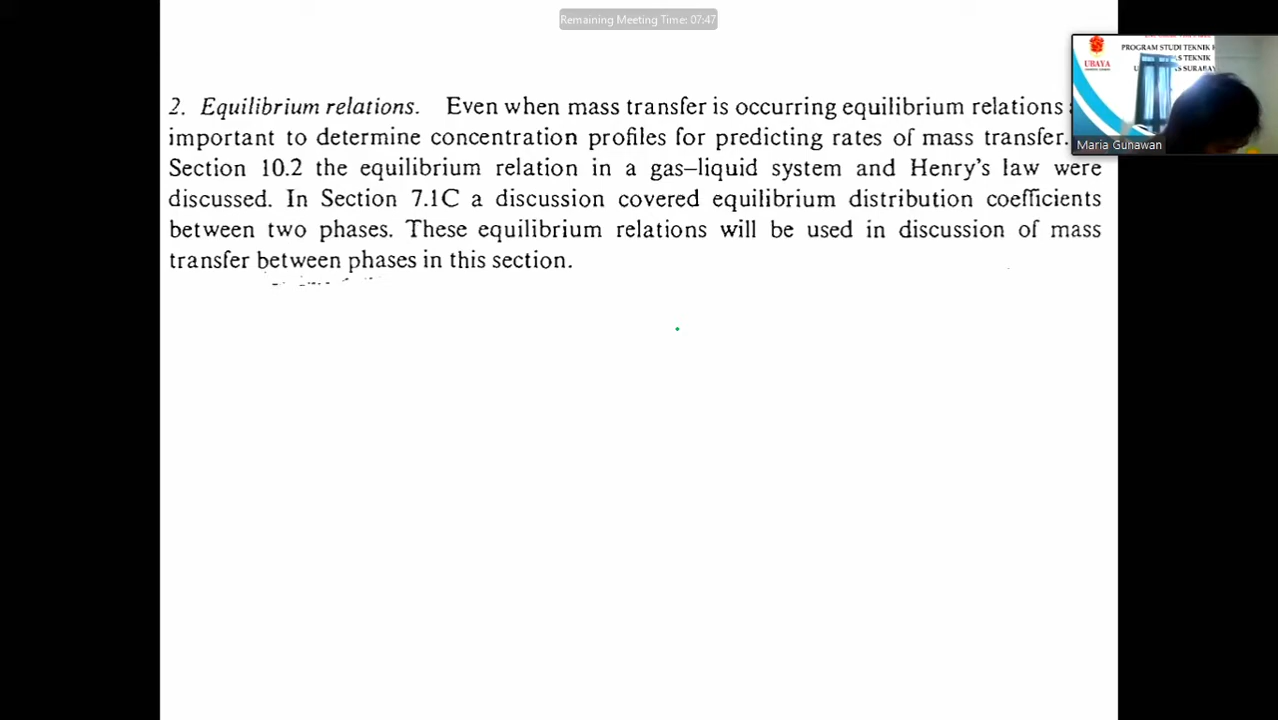 Remaining Meeting Time: 07:47
PROGRAM STUDI TEKNIK
TEKNIK
SURABAY
UBAYA
Maria Gunawan
2. Equilibrium relations. Even when mass transfer is occurring equilibrium relations
important to determine concentration profiles for predicting rates of mass transfer.
Section 10.2 the equilibrium relation in a gas–liquid system and Henry's law were
discussed. In Section 7.1C a discussion covered equilibrium distribution coefficients
between two phases. These equilibrium relations will be used in discussion of mass
transfer between phases in this section.